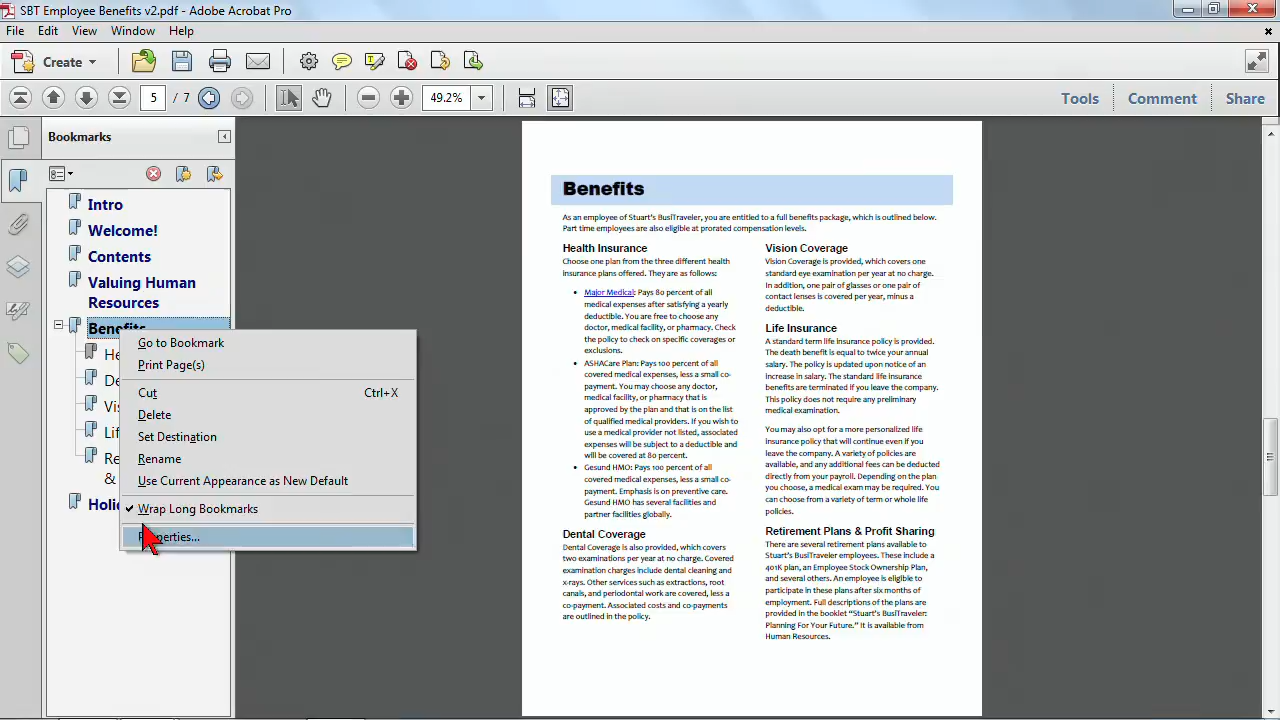 SBT Employee Benefits v2.pdf - Adobe Acrobat Pro
File Edit View Window Help
Create
5 / 7 49.2% Tools Comment Share
Bookmarks
Intro
Welcome!
Contents
Valuing Human
Resources
Benefits
He
De
Vis
Lif
Re
&
Holi
Go to Bookmark
Print Page(s)
Cut Ctrl+X
Delete
Set Destination
Rename
Use Current Appearance as New Default
Wrap Long Bookmarks
Properties...
Benefits
As an employee of Stuart's BusiTraveler, you are entitled to a full benefits package, which is outlined below.
Part time employees are also eligible at prorated compensation levels.
Health Insurance
Choose one plan from the three different health
insurance plans offered. They are as follows:
• Major Medical: Pays 80 percent of all
medical expenses after satisfying a yearly
deductible. You are free to choose any
doctor, medical facility, or pharmacy. Check
the policy to check on specific coverages or
exclusions.
• ASHACare Plan: Pays 100 percent of all
covered medical expenses, less a small co-
payment. You may choose any doctor,
medical facility, or pharmacy that is
approved by the plan and that is on the list
of qualified medical providers. If you wish to
use a medical provider not listed, associated
expenses will be subject to a deductible and
will be covered at 80 percent.
• Gesund HMO: Pays 100 percent of all
covered medical expenses, less a small co-
payment. Emphasis is on preventive care.
Gesund HMO has several facilities and
partner facilities globally.
Dental Coverage
Dental Coverage is also provided, which covers
two examinations per year at no charge. Covered
examination charges include dental cleaning and
x-rays. Other services such as extractions, root
canals, and periodontal work are covered, less a
co-payment. Associated costs and co-payments
are outlined in the policy.
Vision Coverage
Vision Coverage is provided, which covers one
standard eye examination per year at no charge.
In addition, one pair of glasses or one pair of
contact lenses is covered per year, minus a
deductible.
Life Insurance
A standard term life insurance policy is provided.
The death benefit is equal to twice your annual
salary. The policy is updated upon notice of an
increase in salary. The standard life insurance
benefits are terminated if you leave the company.
This policy does not require any preliminary
medical examination.
You may also opt for a more personalized life
insurance policy that will continue even if you
leave the company. A variety of policies are
available, and any additional fees can be deducted
directly from your payroll. Depending on the plan
you choose, a medical exam may be required. You
can choose from a variety of term or whole life
policies.
Retirement Plans & Profit Sharing
There are several retirement plans available to
Stuart's BusiTraveler employees. These include a
401K plan, an Employee Stock Ownership Plan,
and several others. An employee is eligible to
participate in these plans after six months of
employment. Full descriptions of the plans are
provided in the booklet "Stuart's BusiTraveler:
Planning For Your Future." It is available from
Human Resources.